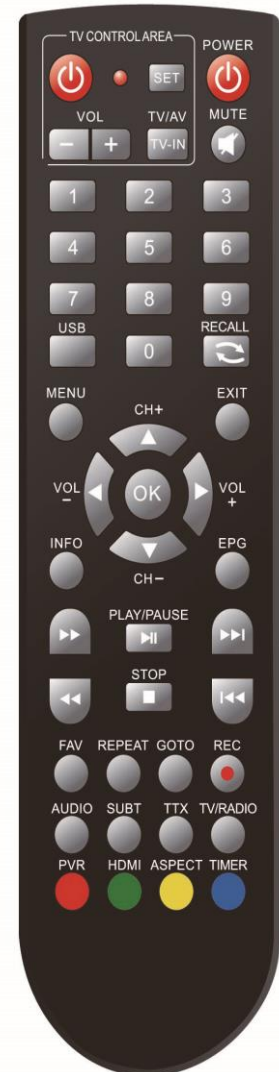 TV CONTROL AREA
POWER
SET
VOL TV/AV MUTE
− + TV-IN
1 2 3
4 5 6
7 8 9
USB RECALL
0
MENU EXIT
CH+
VOL − OK VOL +
INFO EPG
CH−
PLAY/PAUSE
STOP
FAV REPEAT GOTO REC
AUDIO SUBT TTX TV/RADIO
PVR HDMI ASPECT TIMER